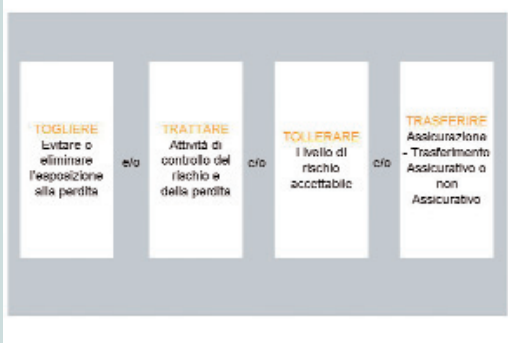 TOGLIERE
Evitare o
eliminare
l'esposizione
alla perdita
e/o
TRATTARE
Attività di
controllo del
rischio e
della perdita
e/o
TOLLERARE
Livello di
rischio
accettabile
e/o
TRASFERIRE
Assicurazione
- Trasferimento
Assicurativo o
non
Assicurativo